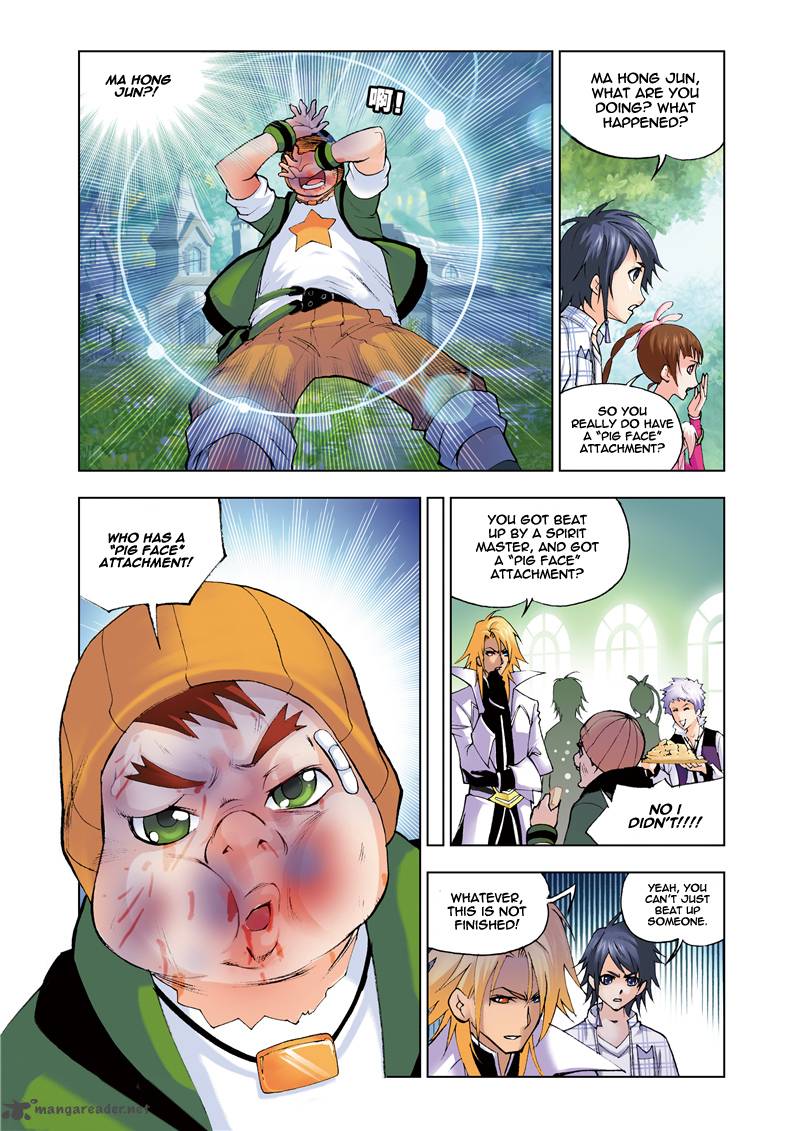 MA HONG
JUN?!
啊！
MA HONG JUN,
WHAT ARE YOU
DOING? WHAT
HAPPENED?
SO YOU
REALLY DO HAVE
A "PIG FACE"
ATTACHMENT?
WHO HAS A
"PIG FACE"
ATTACHMENT!
YOU GOT BEAT
UP BY A SPIRIT
MASTER, AND GOT
A "PIG FACE"
ATTACHMENT?
NO I
DIDN'T!!!!
WHATEVER,
THIS IS NOT
FINISHED!
YEAH, YOU
CAN'T JUST
BEAT UP
SOMEONE.
mangareader.net